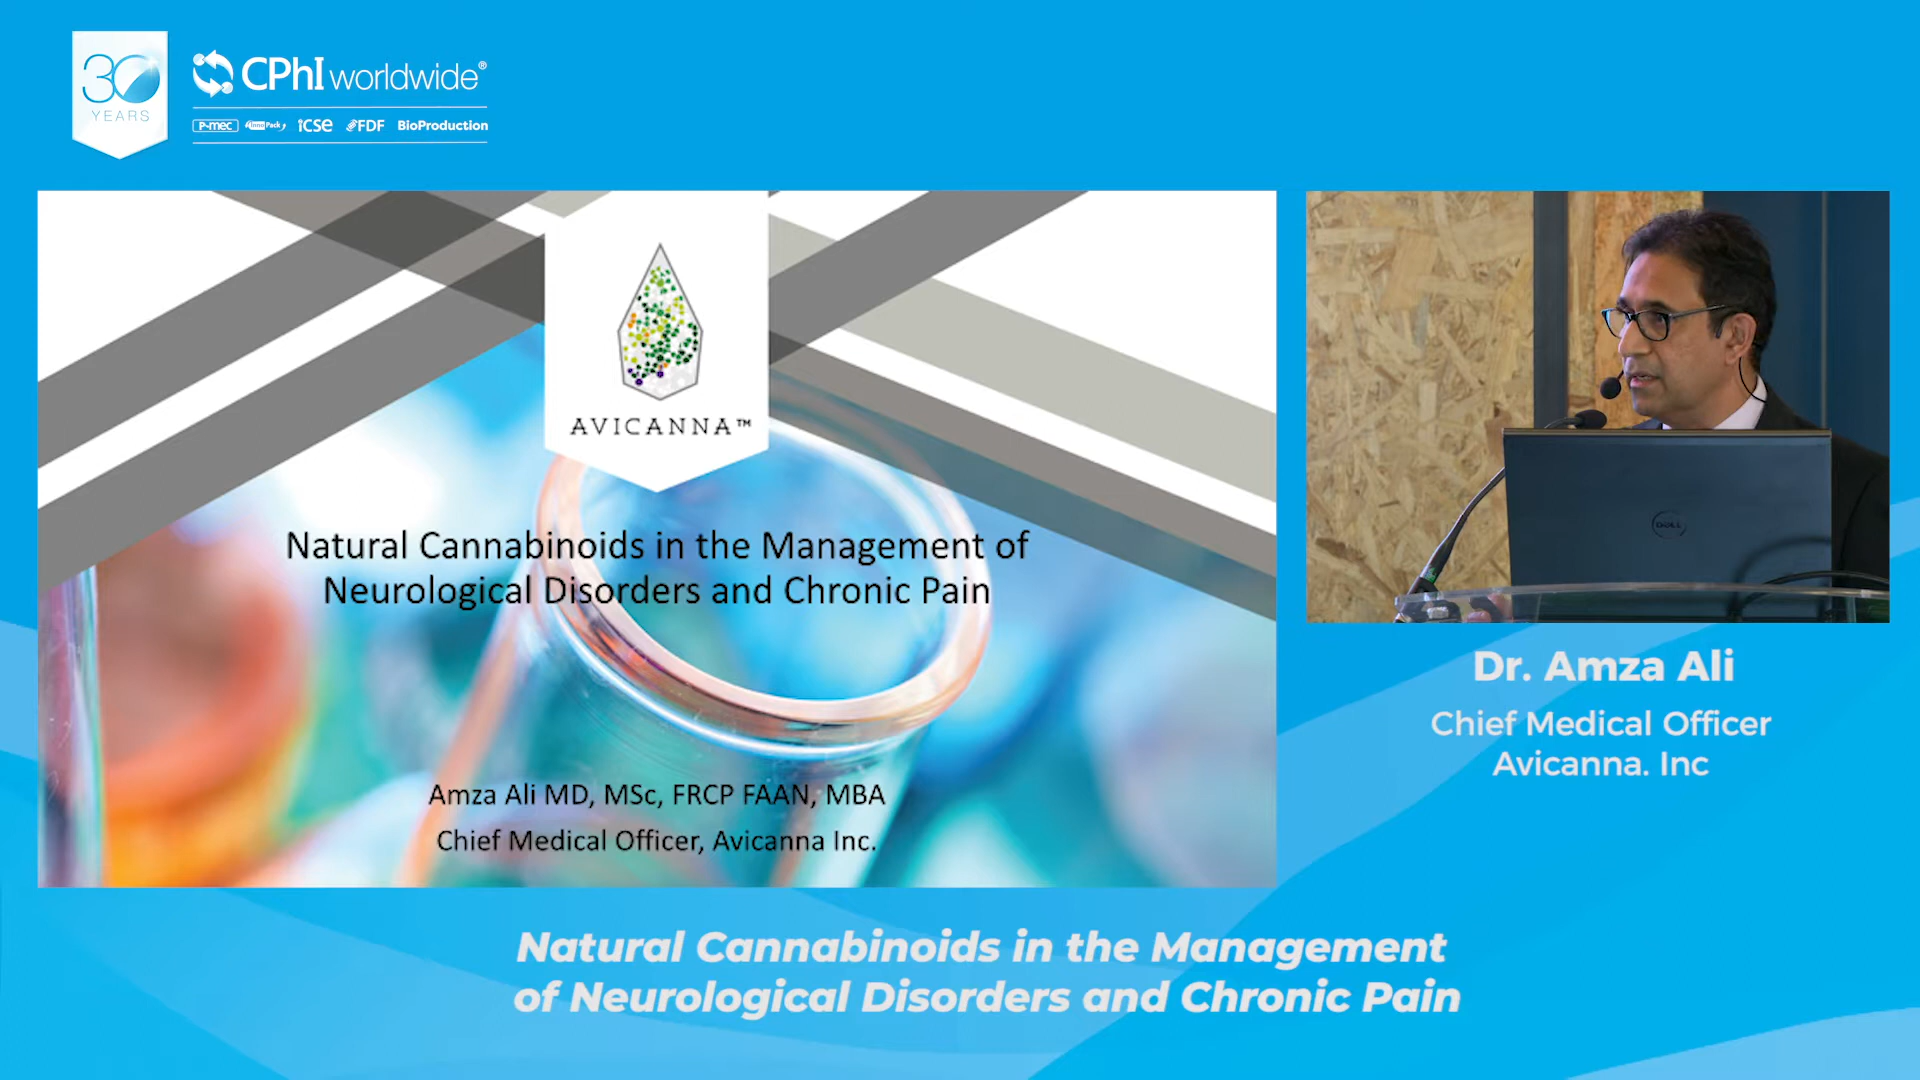 30
YEARS
CPhI worldwide®
P-mec InnoPack iCSE FDF BioProduction
AVICANNA™
Natural Cannabinoids in the Management of
Neurological Disorders and Chronic Pain
Amza Ali MD, MSc, FRCP FAAN, MBA
Chief Medical Officer, Avicanna Inc.
DELL
Dr. Amza Ali
Chief Medical Officer
Avicanna. Inc
Natural Cannabinoids in the Management
of Neurological Disorders and Chronic Pain